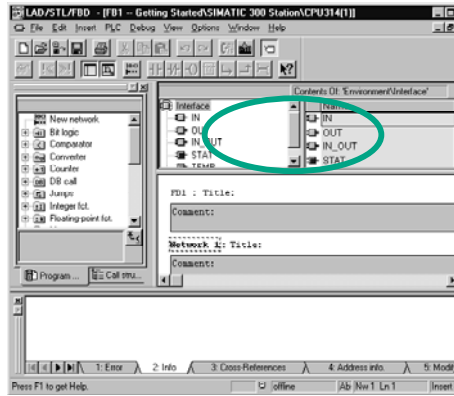 LAD/STL/FBD - [FB1 -- Getting Started\SIMATIC 300 Station\CPU314(1)]
File Edit Insert PLC Debug View Options Window Help
Contents Of: 'Environment\Interface'
Interface
IN
OUT
IN_OUT
STAT
TEMP
Name
IN
OUT
IN_OUT
STAT
New network
Bit logic
Comparator
Converter
Counter
DB call
Jumps
Integer fct.
Floating-point fct.
Program ...
Call stru...
FB1 : Title:
Comment:
Network 1: Title:
Comment:
1: Error
2: Info
3: Cross-References
4: Address info.
5: Modify
Press F1 to get Help.
offline
Ab Nw 1 Ln 1
Insert